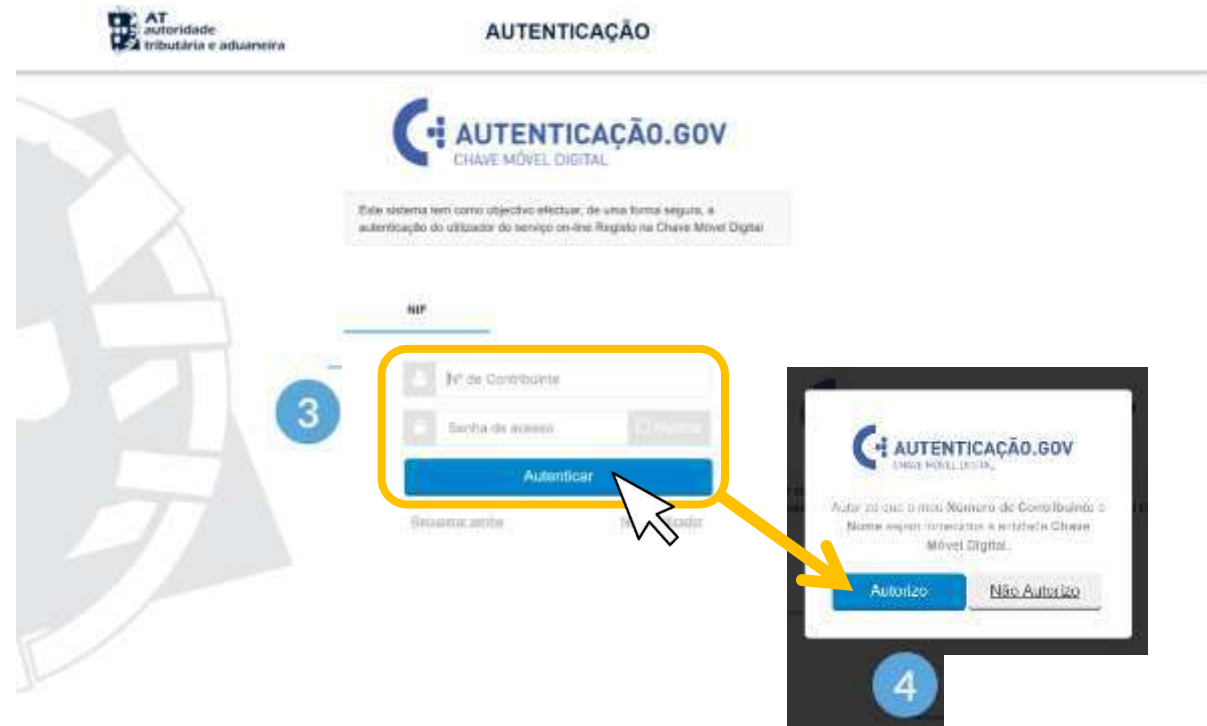 AT
autoridade
tributária e aduaneira
AUTENTICAÇÃO
AUTENTICAÇÃO.GOV
CHAVE MÓVEL DIGITAL
Este sistema tem como objectivo efectuar, de uma forma segura, a
autenticação do utilizador do serviço on-line Registo na Chave Móvel Digital
NIF
3
Nº de Contribuinte
Senha de acesso
Autenticar
Recuperar senha
AUTENTICAÇÃO.GOV
CHAVE MÓVEL DIGITAL
Autorizo que o meu Número de Contribuinte e
Nome sejam fornecidos à entidade Chave
Móvel Digital.
Autorizo
Não Autorizo
4